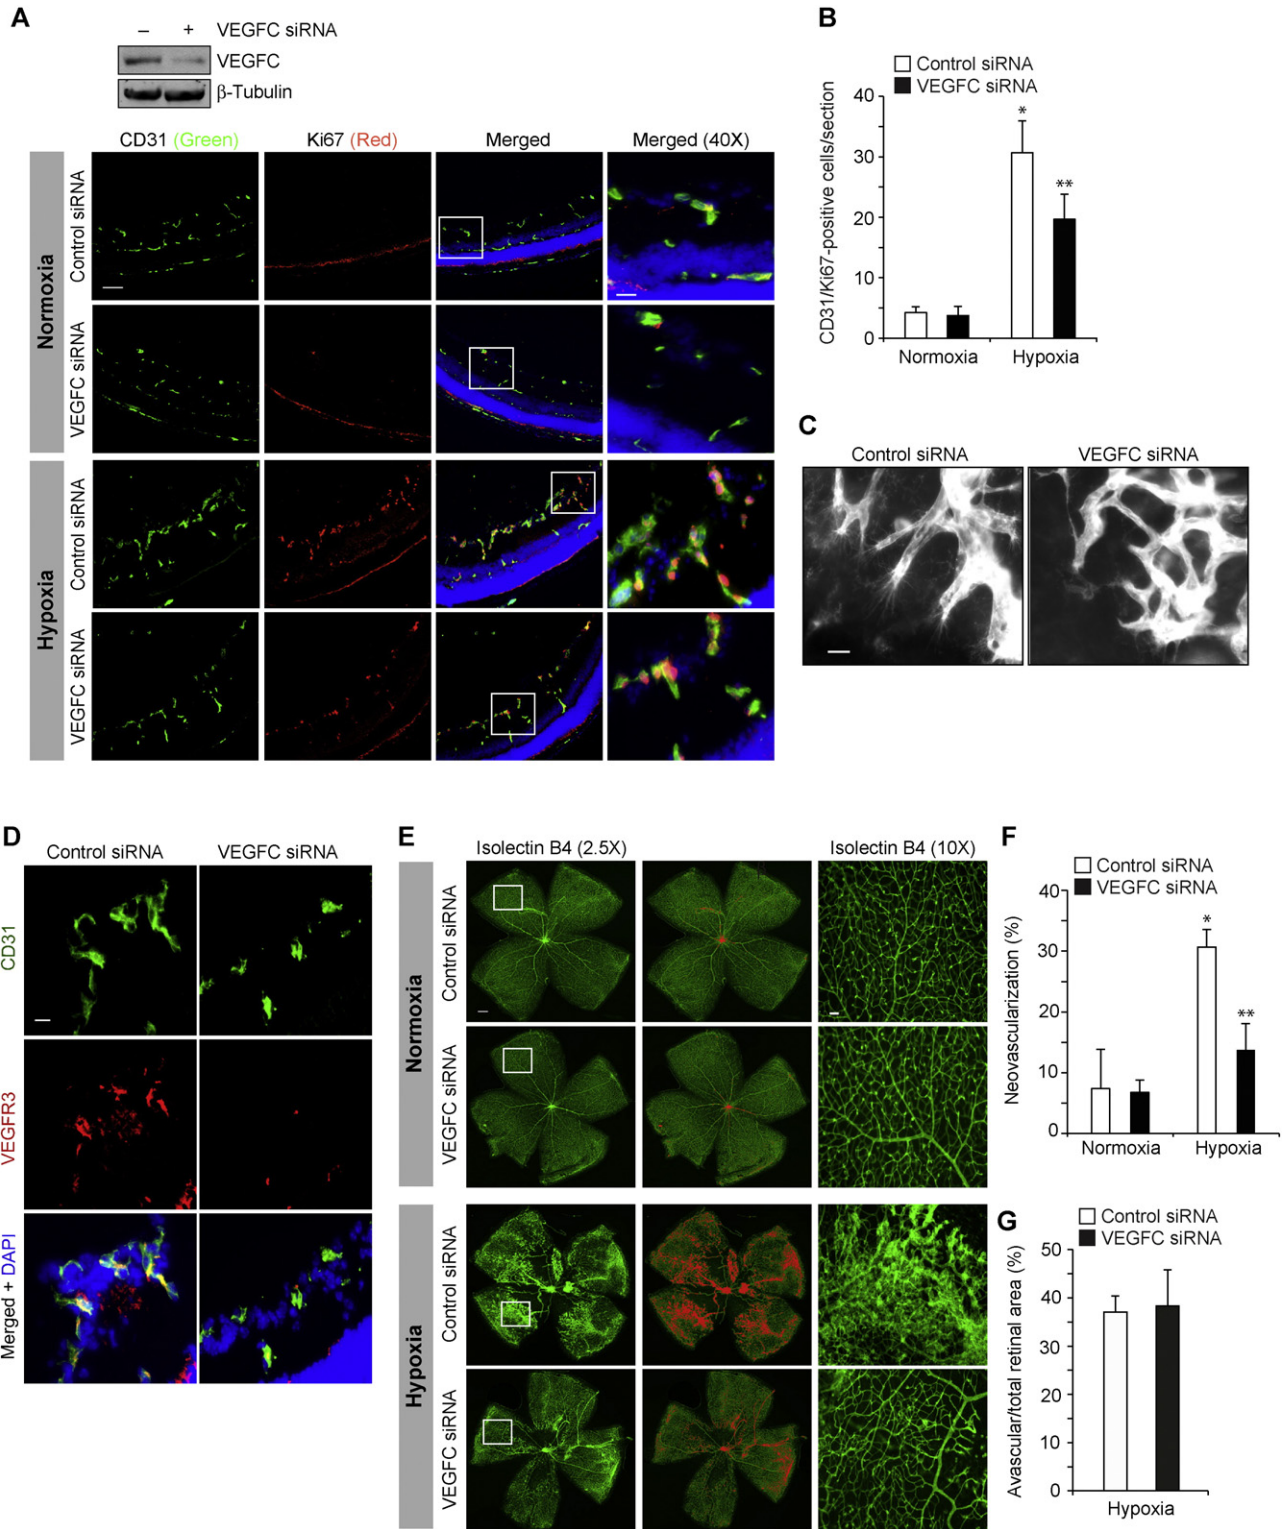 A
– + VEGFC siRNA
VEGFC
β-Tubulin
CD31 (Green) Ki67 (Red) Merged Merged (40X)
Normoxia
Control siRNA
VEGFC siRNA
Hypoxia
Control siRNA
VEGFC siRNA
B
Control siRNA
VEGFC siRNA
CD31/Ki67-positive cells/section
40
30
20
10
0
*
**
Normoxia Hypoxia
C
Control siRNA VEGFC siRNA
D
Control siRNA VEGFC siRNA
CD31
VEGFR3
Merged + DAPI
E
Isolectin B4 (2.5X) Isolectin B4 (10X)
Normoxia
Control siRNA
VEGFC siRNA
Hypoxia
Control siRNA
VEGFC siRNA
F
Control siRNA
VEGFC siRNA
Neovascularization (%)
40
30
20
10
0
*
**
Normoxia Hypoxia
G
Control siRNA
VEGFC siRNA
Avascular/total retinal area (%)
50
40
30
20
10
0
Hypoxia